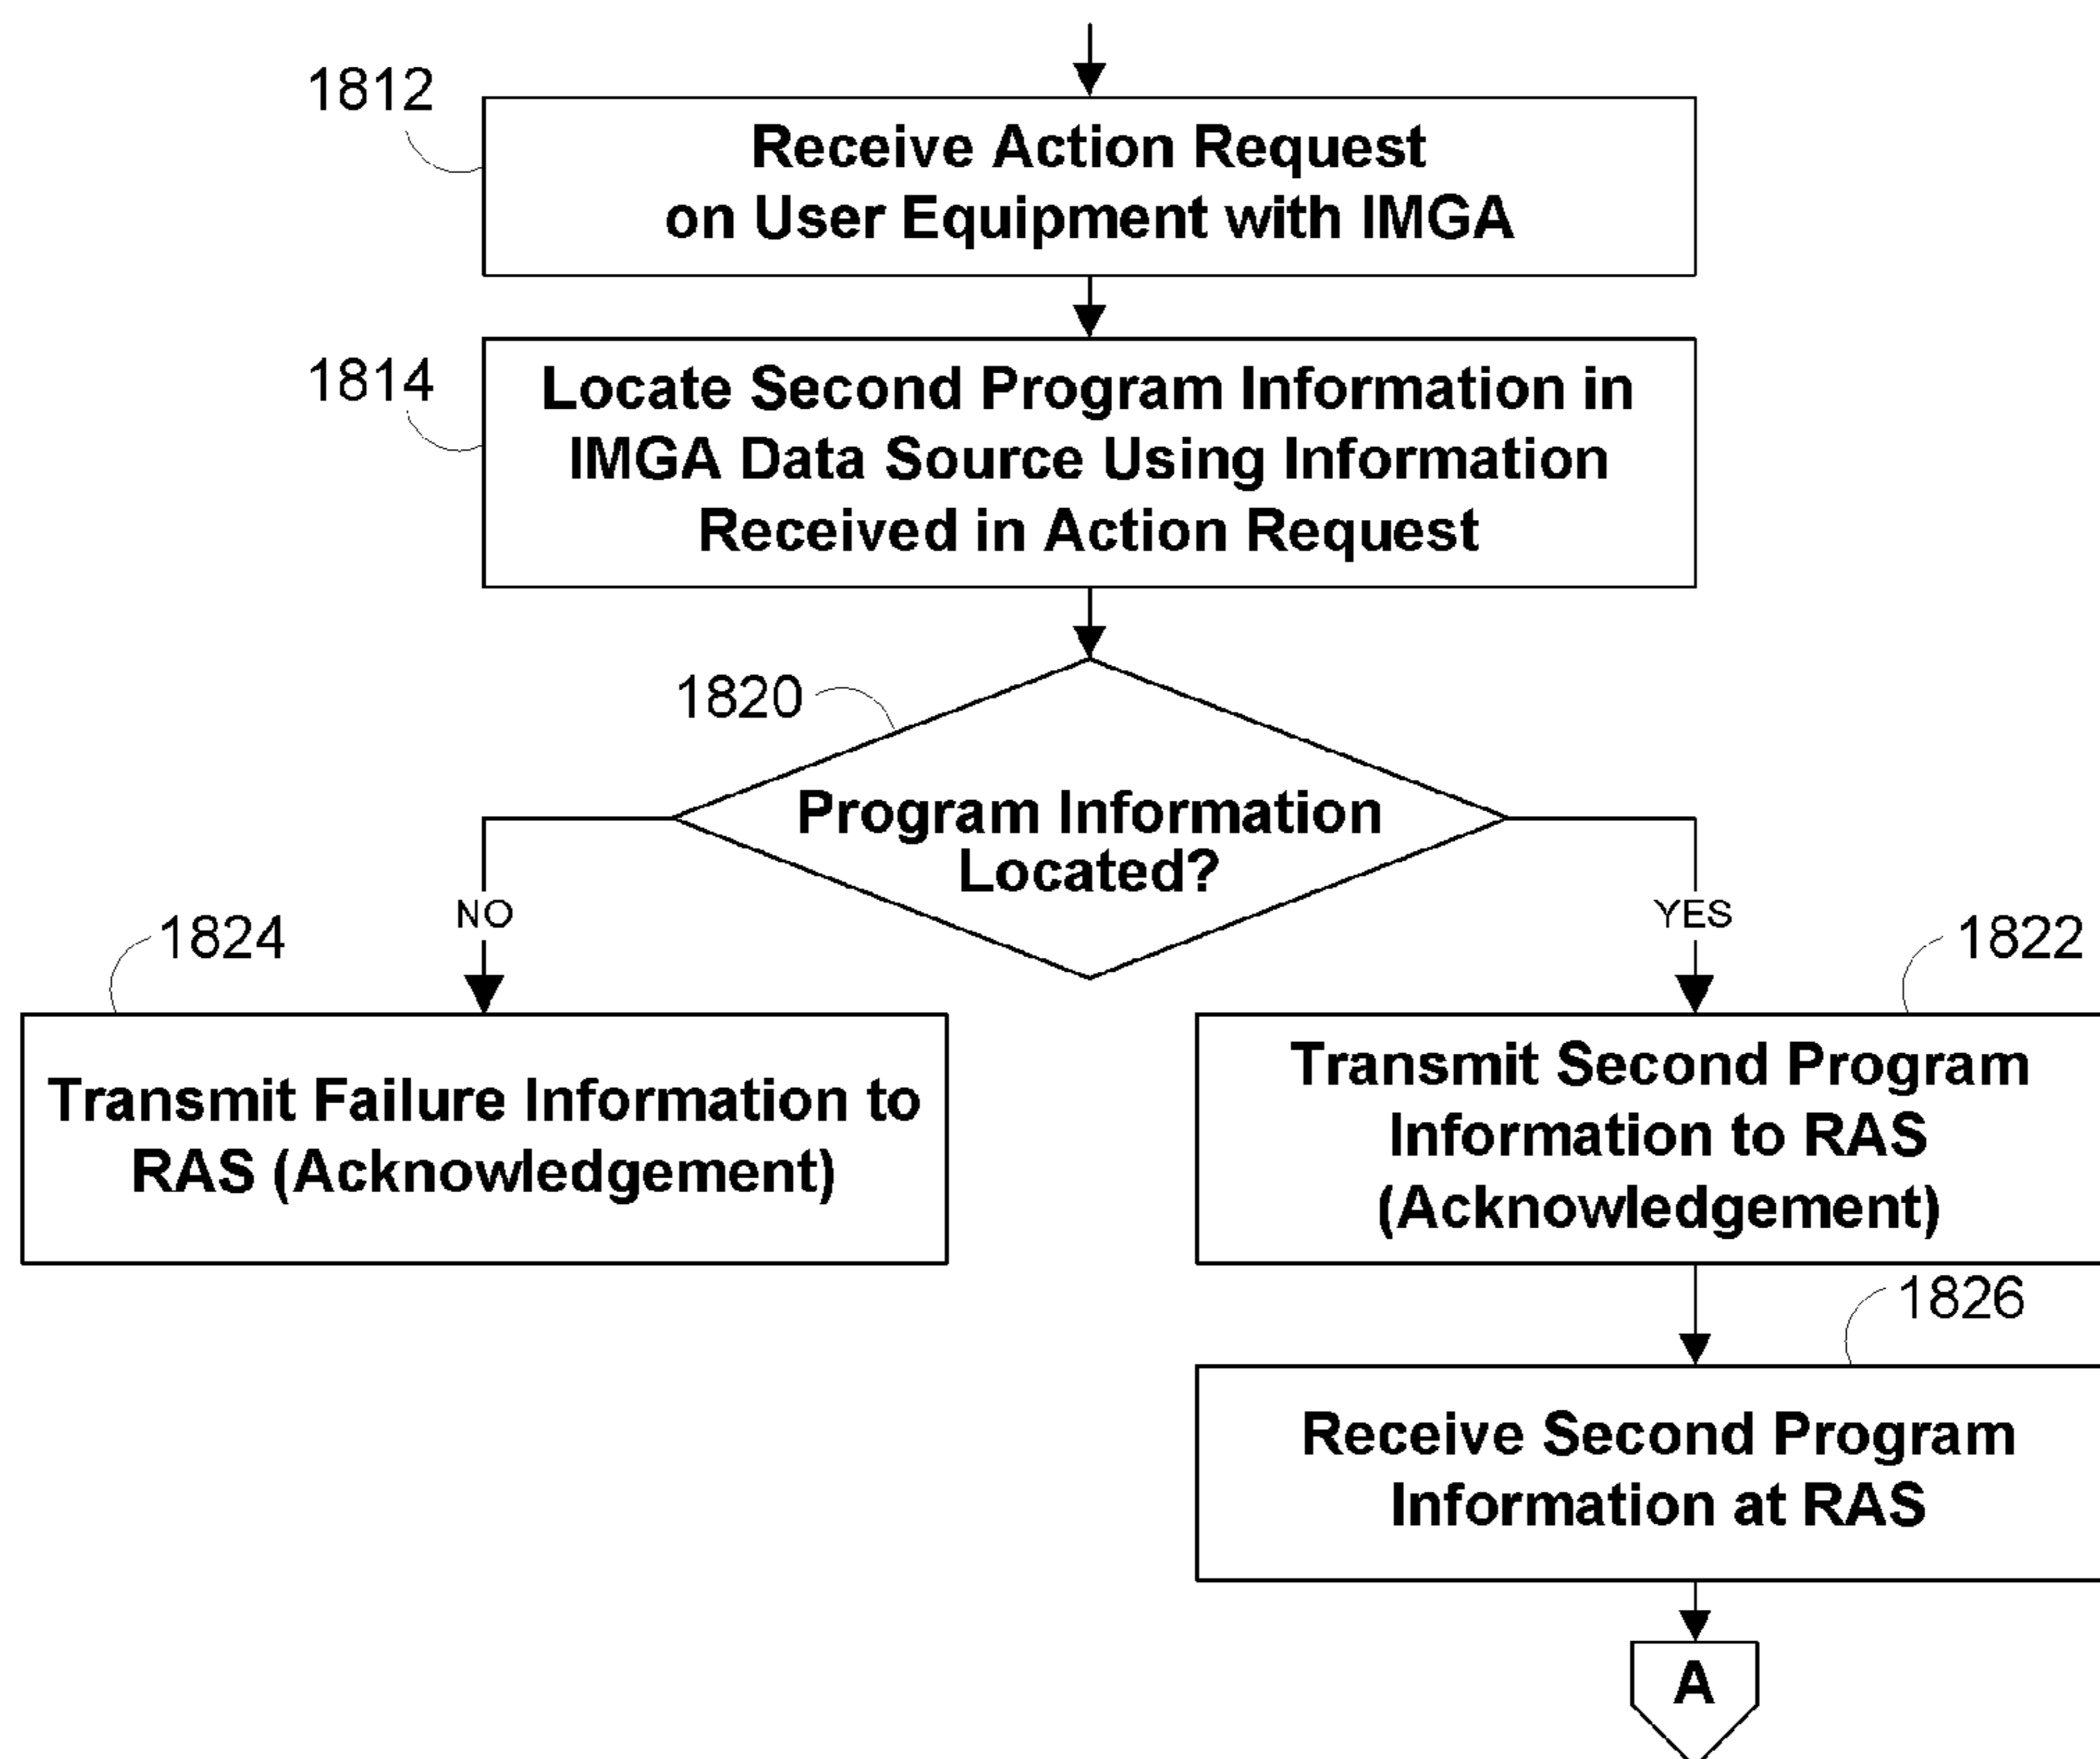 1812
Receive Action Request
on User Equipment with IMGA
1814
Locate Second Program Information in
IMGA Data Source Using Information
Received in Action Request
1820
Program Information
Located?
NO
YES
1824
Transmit Failure Information to
RAS (Acknowledgement)
1822
Transmit Second Program
Information to RAS
(Acknowledgement)
1826
Receive Second Program
Information at RAS
A